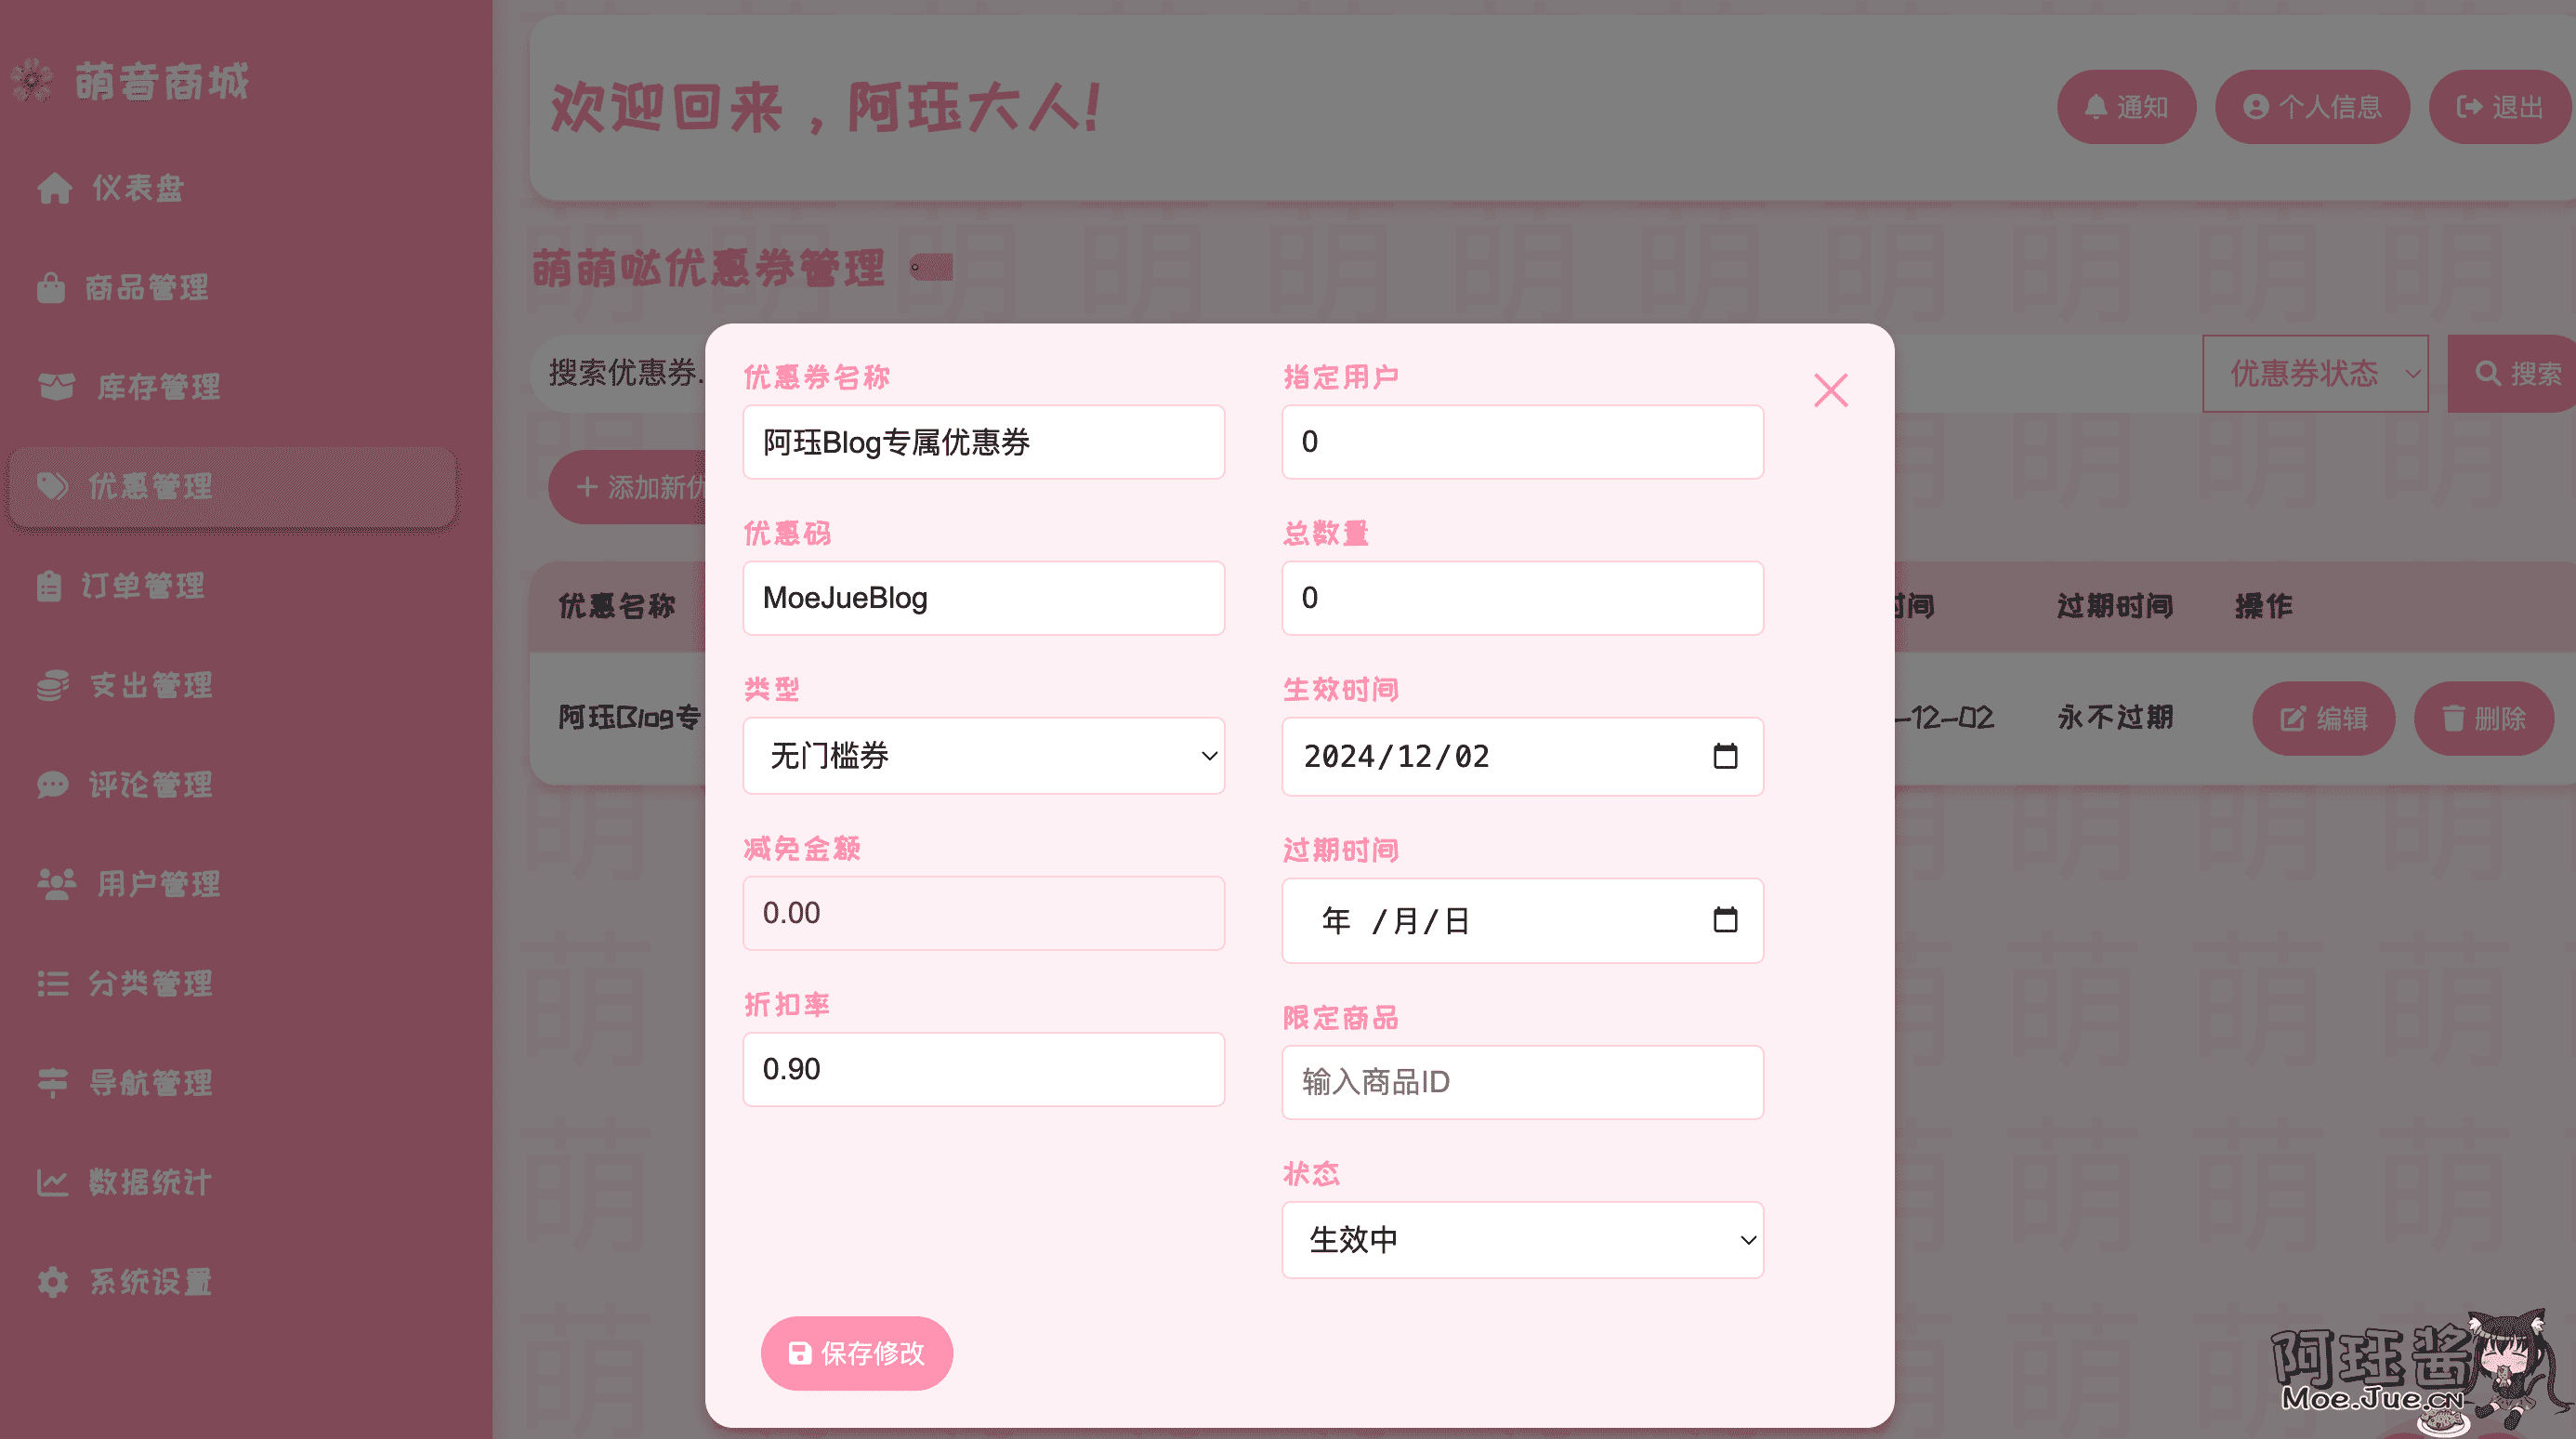 萌音商城
仪表盘
商品管理
库存管理
优惠管理
订单管理
支出管理
评论管理
用户管理
分类管理
导航管理
数据统计
系统设置
欢迎回来，阿珏大人!
通知
个人信息
退出
萌萌哒优惠券管理
搜索优惠券.
优惠券状态
搜索
+ 添加新优
优惠名称
时间
过期时间
操作
阿珏Blog专
-12-02
永不过期
编辑
删除
优惠券名称
阿珏Blog专属优惠券
优惠码
MoeJueBlog
类型
无门槛券
减免金额
0.00
折扣率
0.90
指定用户
0
总数量
0
生效时间
2024/12/02
过期时间
年 /月/日
限定商品
输入商品ID
状态
生效中
保存修改
阿珏酱
Moe.Jue.CN